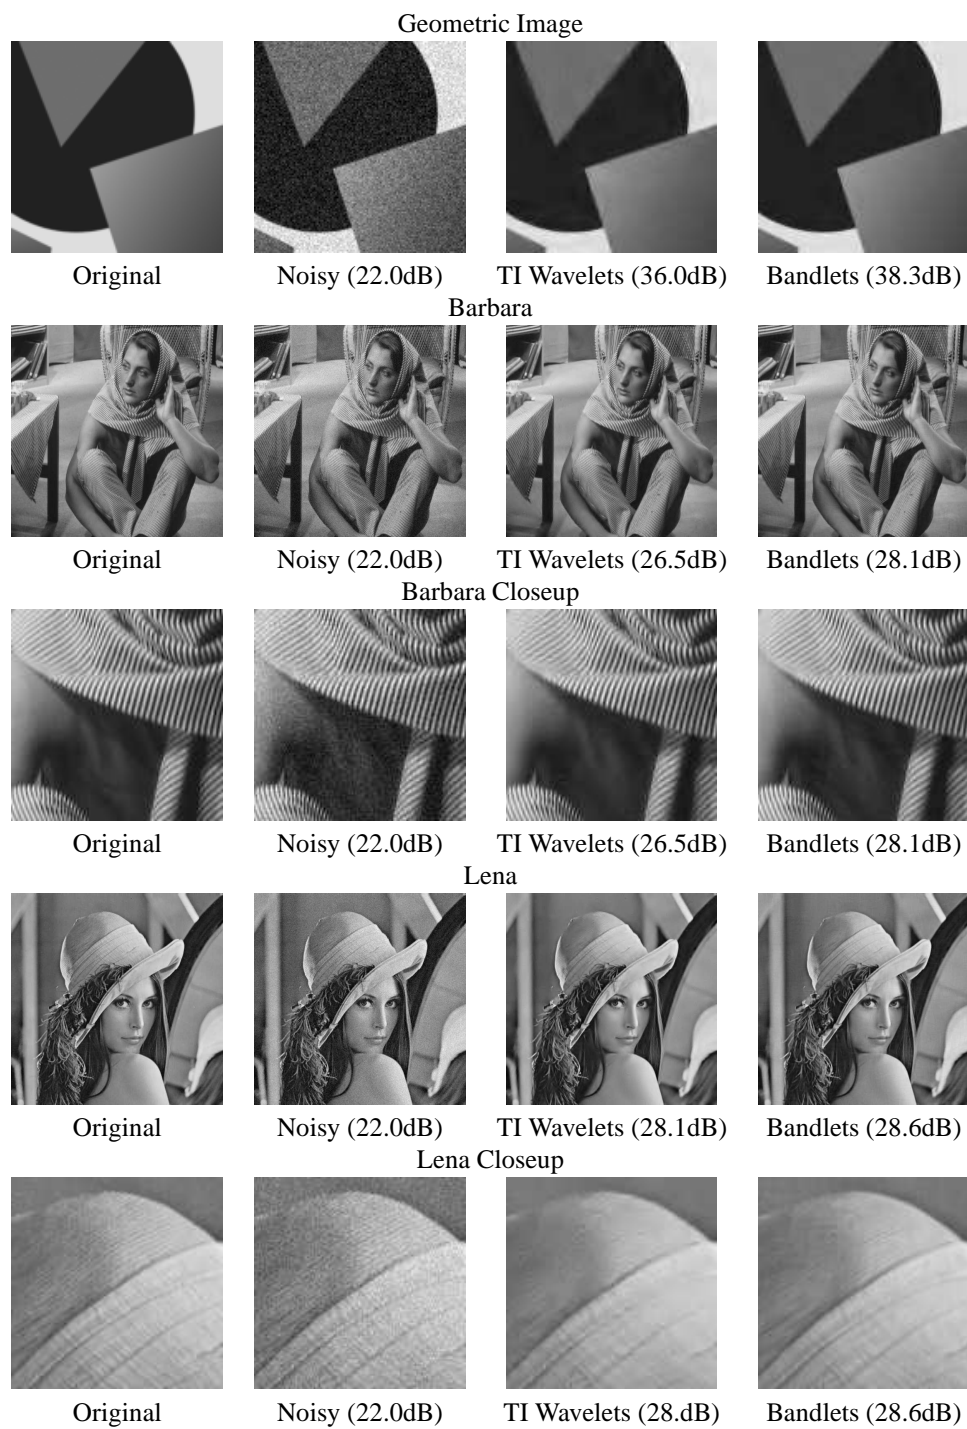 Geometric Image
Original Noisy (22.0dB) TI Wavelets (36.0dB) Bandlets (38.3dB)
Barbara
Original Noisy (22.0dB) TI Wavelets (26.5dB) Bandlets (28.1dB)
Barbara Closeup
Original Noisy (22.0dB) TI Wavelets (26.5dB) Bandlets (28.1dB)
Lena
Original Noisy (22.0dB) TI Wavelets (28.1dB) Bandlets (28.6dB)
Lena Closeup
Original Noisy (22.0dB) TI Wavelets (28.dB) Bandlets (28.6dB)